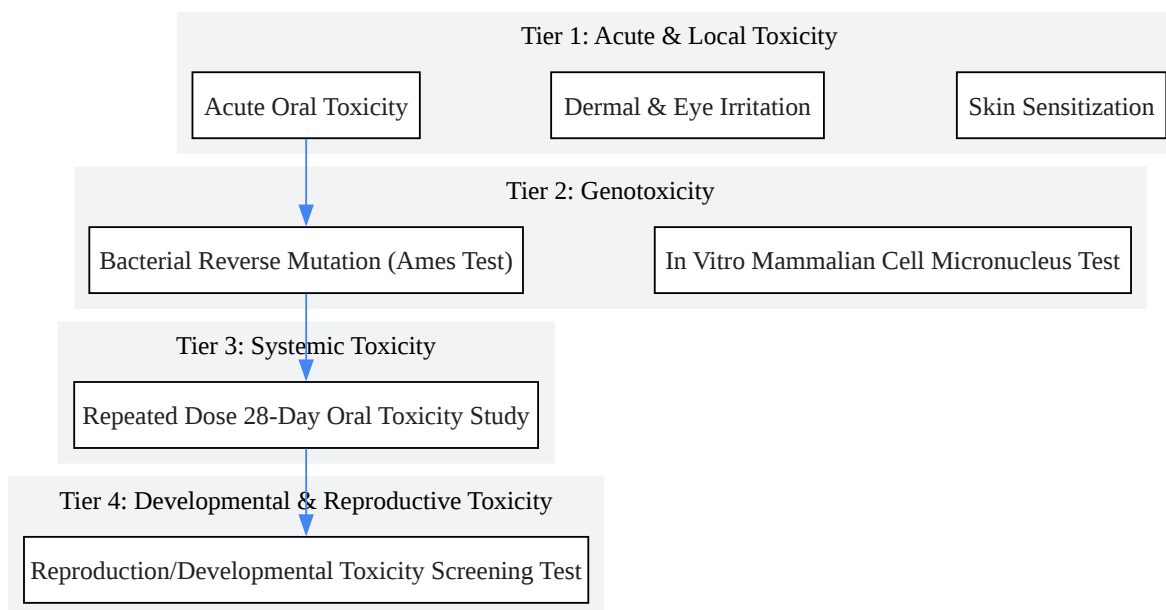 Tier 1: Acute & Local Toxicity
Acute Oral Toxicity
Dermal & Eye Irritation
Skin Sensitization
Tier 2: Genotoxicity
Bacterial Reverse Mutation (Ames Test)
In Vitro Mammalian Cell Micronucleus Test
Tier 3: Systemic Toxicity
Repeated Dose 28-Day Oral Toxicity Study
Tier 4: Developmental & Reproductive Toxicity
Reproduction/Developmental Toxicity Screening Test